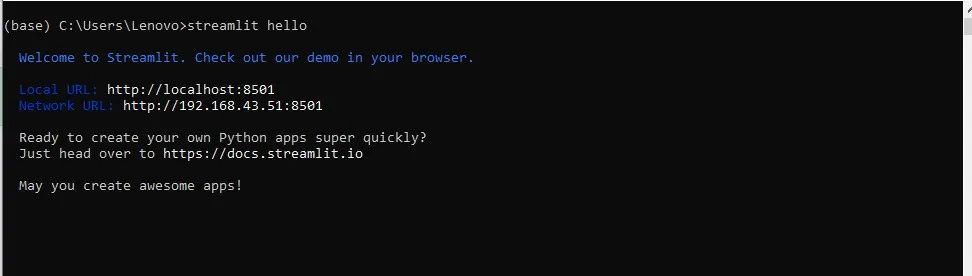 (base) C:\Users\Lenovo>streamlit hello
Welcome to Streamlit. Check out our demo in your browser.
Local URL: http://localhost:8501
Network URL: http://192.168.43.51:8501
Ready to create your own Python apps super quickly?
Just head over to https://docs.streamlit.io
May you create awesome apps!